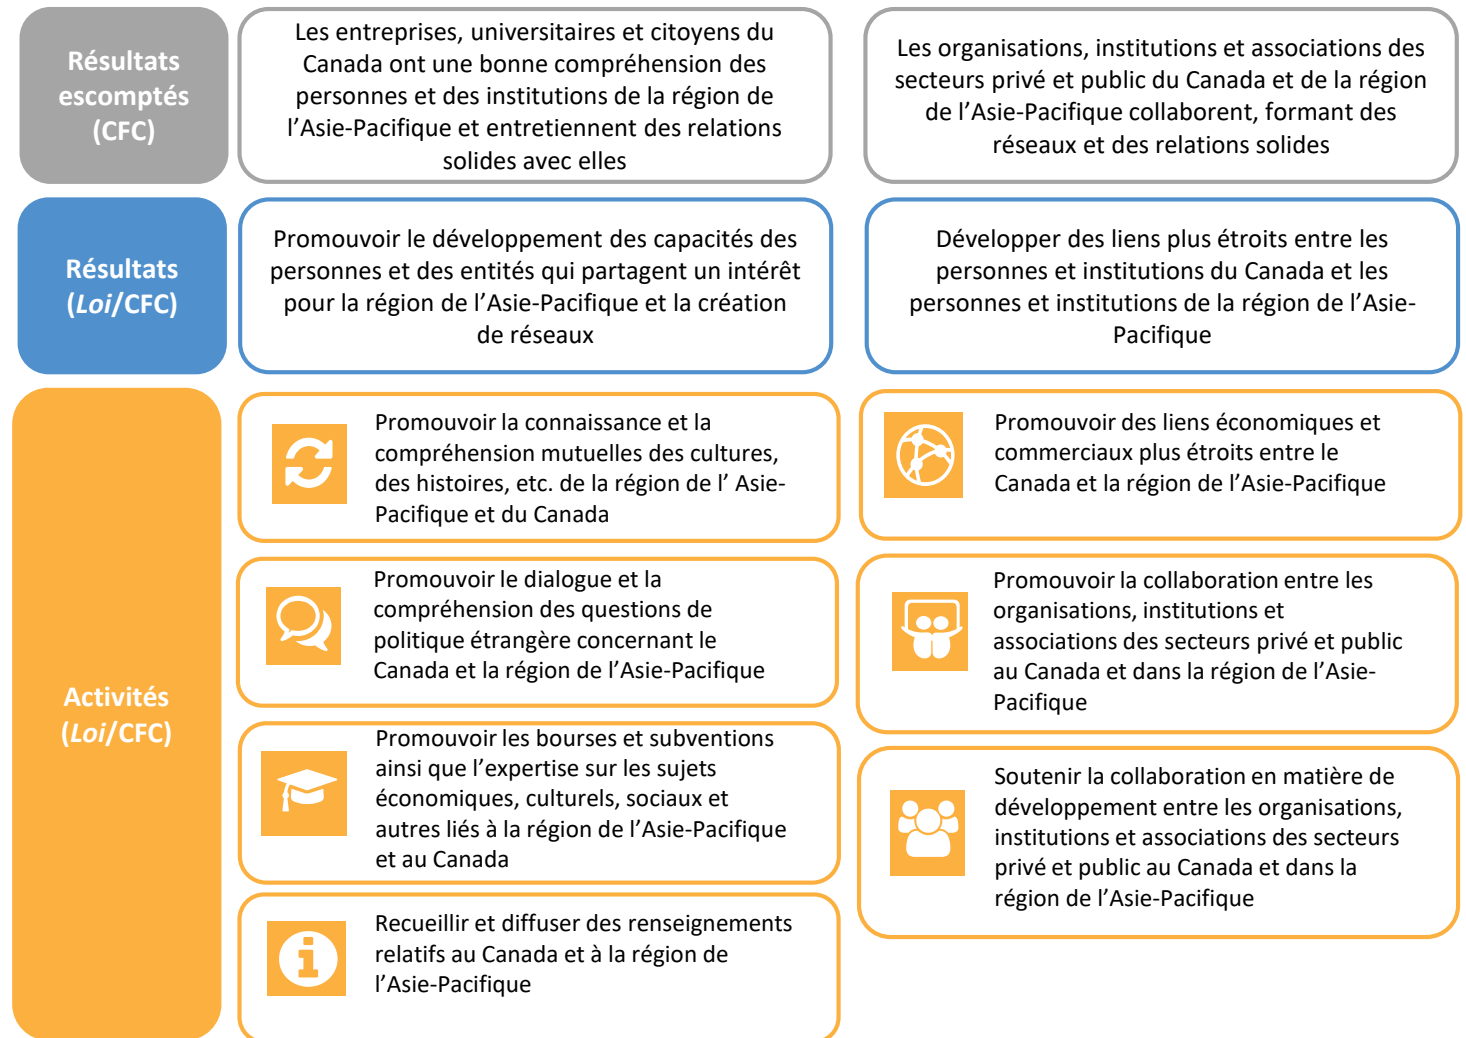 Résultats
escomptés
(CFC)
Les entreprises, universitaires et citoyens du
Canada ont une bonne compréhension des
personnes et des institutions de la région de
l’Asie-Pacifique et entretiennent des relations
solides avec elles
Les organisations, institutions et associations des
secteurs privé et public du Canada et de la région
de l’Asie-Pacifique collaborent, formant des
réseaux et des relations solides
Résultats
(Loi/CFC)
Promouvoir le développement des capacités des
personnes et des entités qui partagent un intérêt
pour la région de l’Asie-Pacifique et la création
de réseaux
Développer des liens plus étroits entre les
personnes et institutions du Canada et les
personnes et institutions de la région de l’Asie-
Pacifique
Activités
(Loi/CFC)
Promouvoir la connaissance et la
compréhension mutuelles des cultures,
des histoires, etc. de la région de l’ Asie-
Pacifique et du Canada
Promouvoir le dialogue et la
compréhension des questions de
politique étrangère concernant le
Canada et la région de l’Asie-Pacifique
Promouvoir les bourses et subventions
ainsi que l’expertise sur les sujets
économiques, culturels, sociaux et
autres liés à la région de l’Asie-Pacifique
et au Canada
Recueillir et diffuser des renseignements
relatifs au Canada et à la région de
l’Asie-Pacifique
Promouvoir des liens économiques et
commerciaux plus étroits entre le
Canada et la région de l’Asie-Pacifique
Promouvoir la collaboration entre les
organisations, institutions et
associations des secteurs privé et public
au Canada et dans la région de l’Asie-
Pacifique
Soutenir la collaboration en matière de
développement entre les organisations,
institutions et associations des secteurs
privé et public au Canada et dans la
région de l’Asie-Pacifique